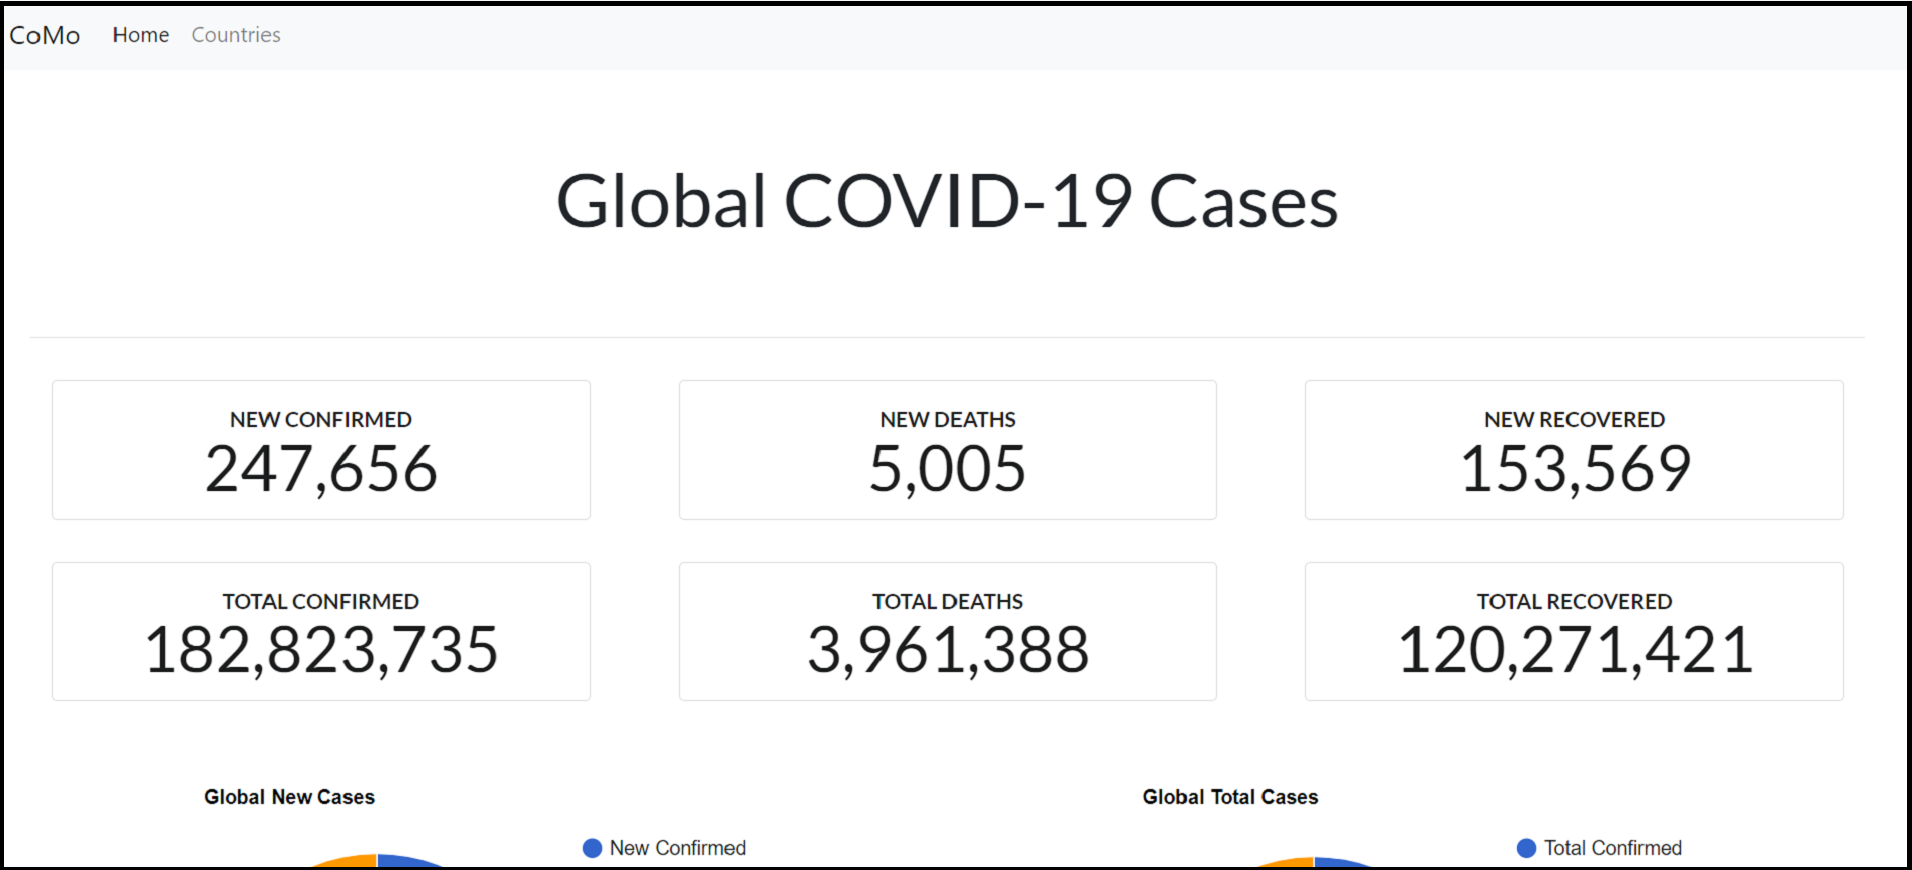 CoMo Home Countries
Global COVID-19 Cases
NEW CONFIRMED
247,656
NEW DEATHS
5,005
NEW RECOVERED
153,569
TOTAL CONFIRMED
182,823,735
TOTAL DEATHS
3,961,388
TOTAL RECOVERED
120,271,421
Global New Cases
New Confirmed
Global Total Cases
Total Confirmed